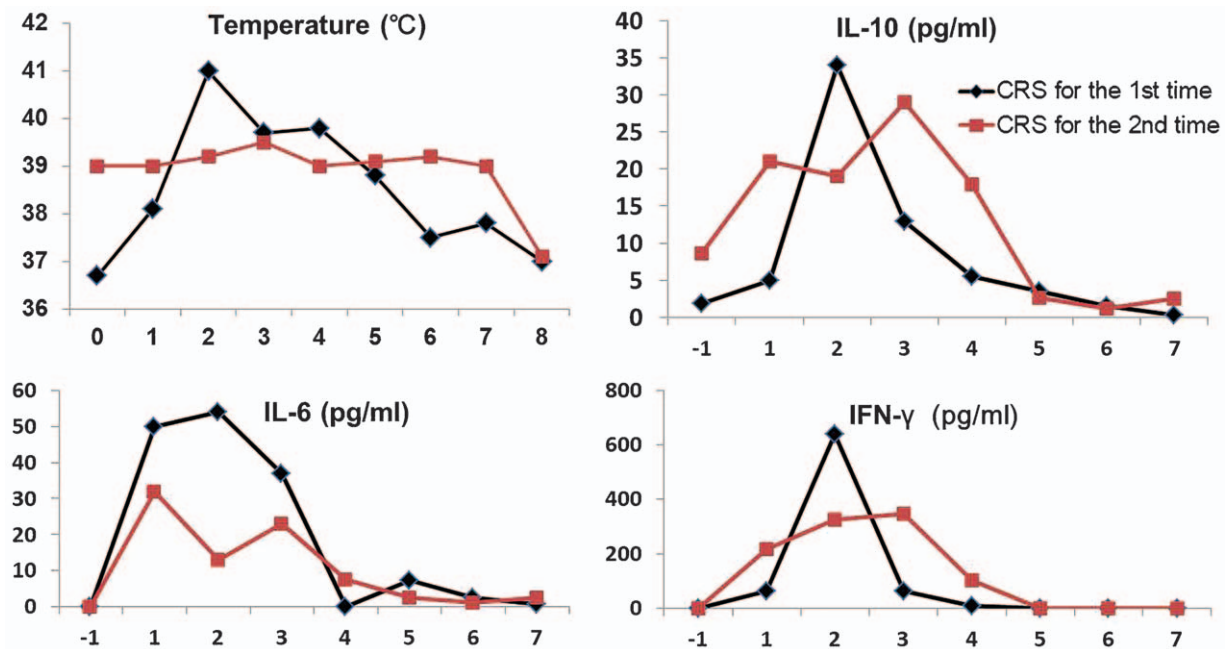 Temperature (℃)
42
41
40
39
38
37
36
0 1 2 3 4 5 6 7 8
IL-10 (pg/ml)
40
35
30
25
20
15
10
5
0
-1 1 2 3 4 5 6 7
CRS for the 1st time
CRS for the 2nd time
IL-6 (pg/ml)
60
50
40
30
20
10
0
-1 1 2 3 4 5 6 7
IFN-γ (pg/ml)
800
600
400
200
0
-1 1 2 3 4 5 6 7